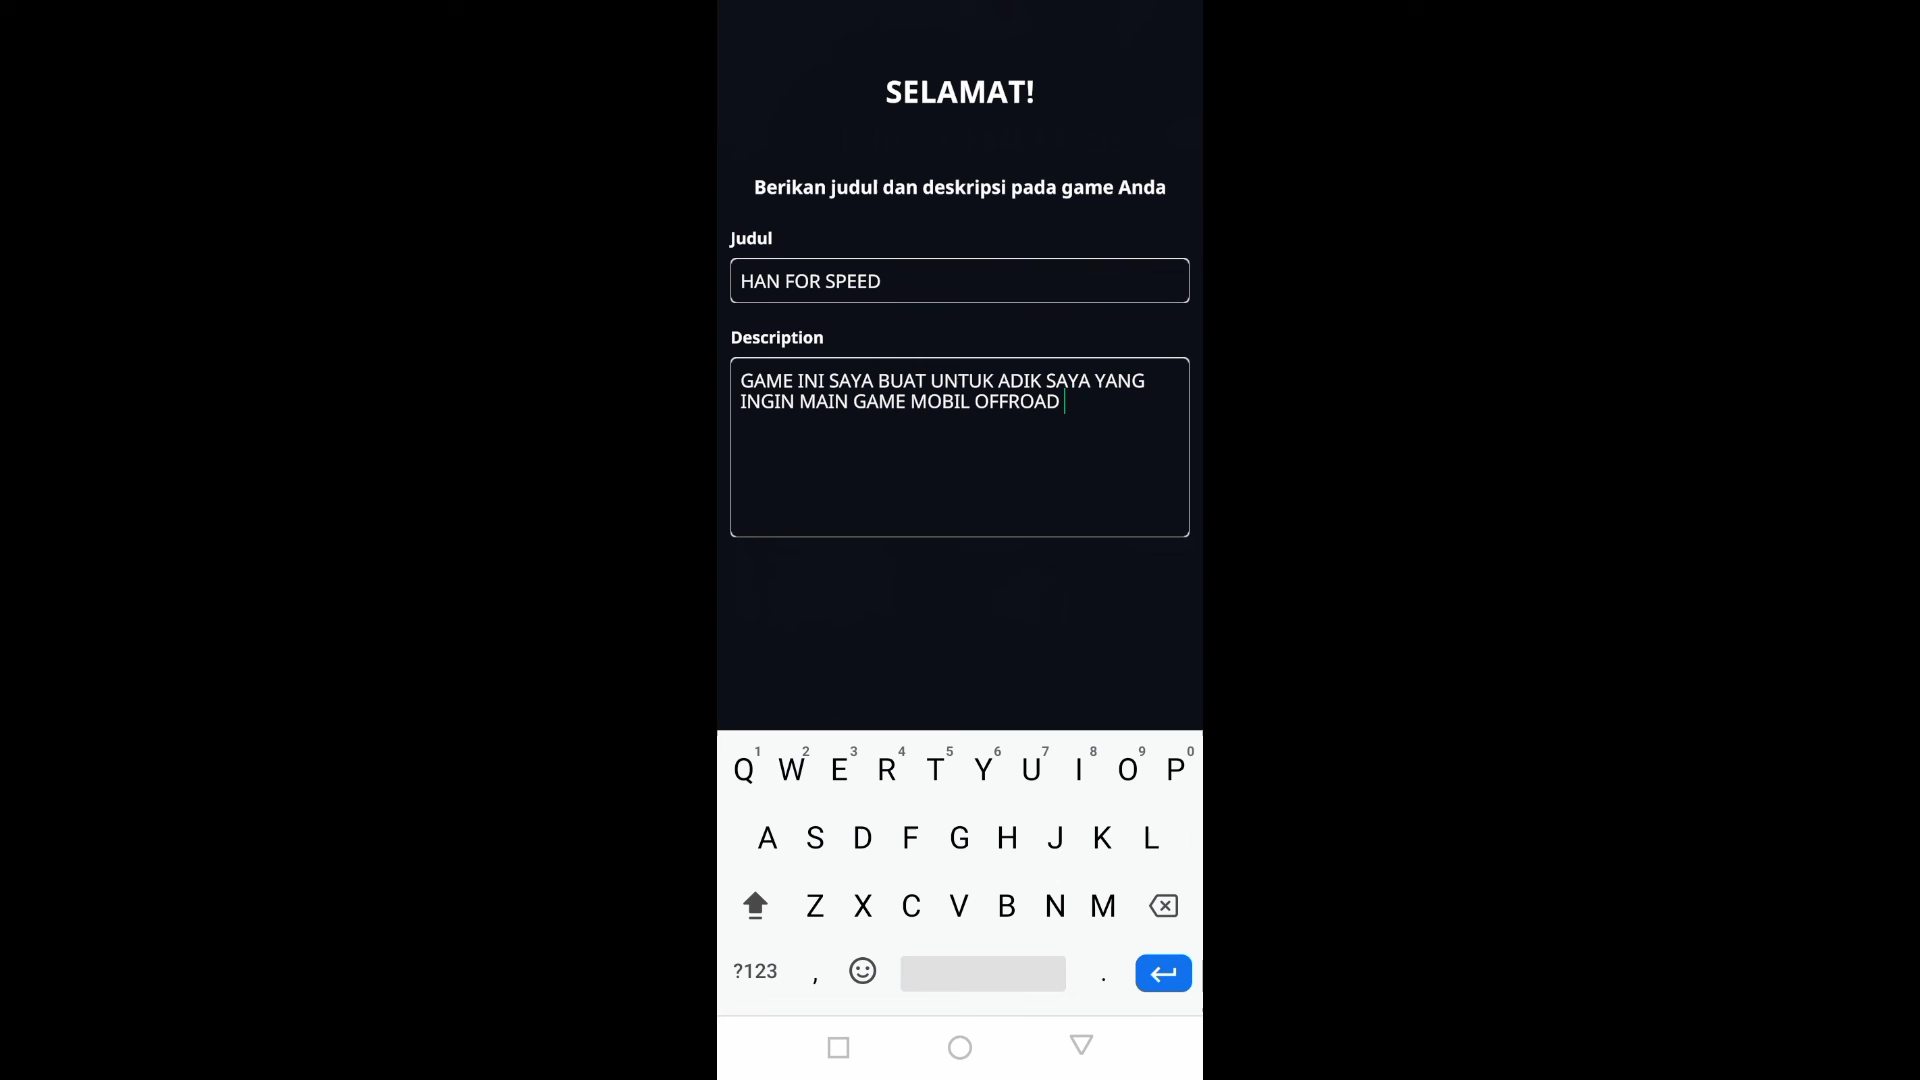 SELAMAT!
Berikan judul dan deskripsi pada game Anda
Judul
HAN FOR SPEED
Description
GAME INI SAYA BUAT UNTUK ADIK SAYA YANG
INGIN MAIN GAME MOBIL OFFROAD
1 2 3 4 5 6 7 8 9 0
Q W E R T Y U I O P
A S D F G H J K L
Z X C V B N M
?123 , .